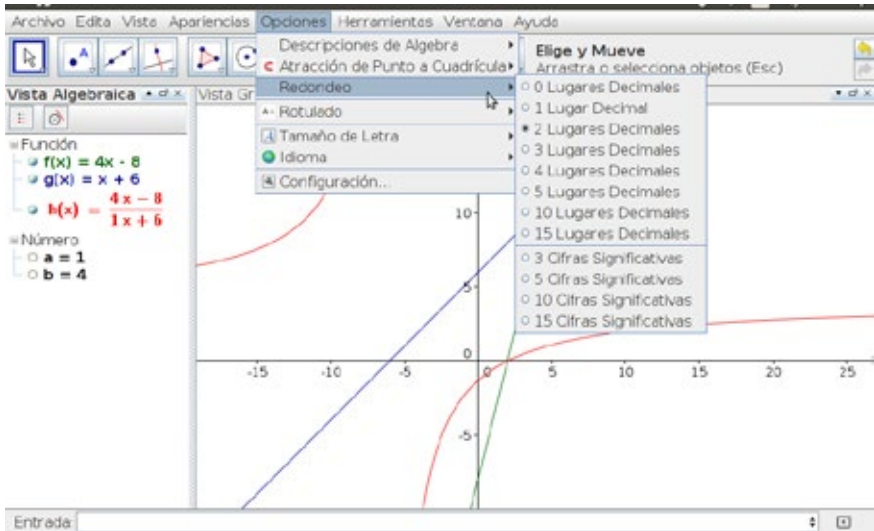 Archivo Edita Vista Apariencias Opciones Herramientas Ventana Ayuda
Descripciones de Algebra
Atracción de Punto a Cuadrícula
Redondeo
Rotulado
Tamaño de Letra
Idioma
Configuración...
Elige y Mueve
Arrastra o selecciona objetos (Esc)
0 Lugares Decimales
1 Lugar Decimal
2 Lugares Decimales
3 Lugares Decimales
4 Lugares Decimales
5 Lugares Decimales
10 Lugares Decimales
15 Lugares Decimales
3 Cifras Significativas
5 Cifras Significativas
10 Cifras Significativas
15 Cifras Significativas
Vista Algebraica
Función
f(x) = 4x - 8
g(x) = x + 6
h(x) = 4 x − 8
1 x + 6
Número
a = 1
b = 4
Vista Gr
A
10
5
0
-5
-15 -10 -5 0 5 10 15 20 25
Entrada: